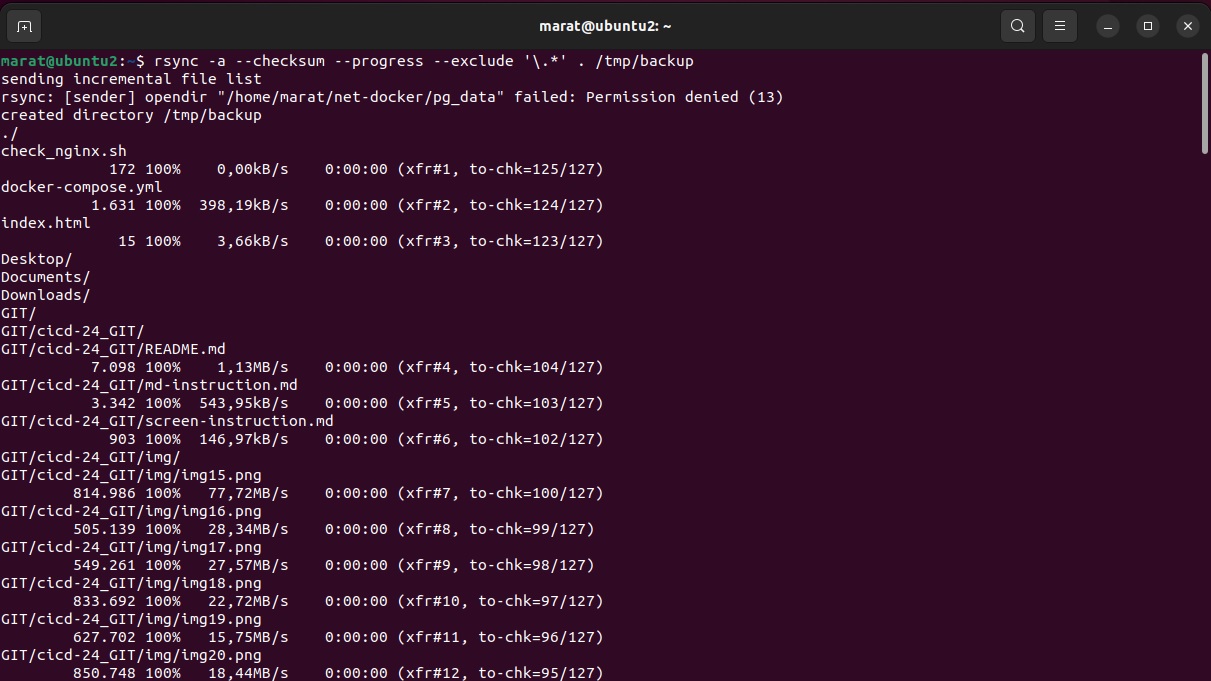 marat@ubuntu2: ~
marat@ubuntu2:~$ rsync -a --checksum --progress --exclude '\.*' . /tmp/backup
sending incremental file list
rsync: [sender] opendir "/home/marat/net-docker/pg_data" failed: Permission denied (13)
created directory /tmp/backup
./
check_nginx.sh
172 100%    0,00kB/s    0:00:00 (xfr#1, to-chk=125/127)
docker-compose.yml
1.631 100%  398,19kB/s    0:00:00 (xfr#2, to-chk=124/127)
index.html
15 100%    3,66kB/s    0:00:00 (xfr#3, to-chk=123/127)
Desktop/
Documents/
Downloads/
GIT/
GIT/cicd-24_GIT/
GIT/cicd-24_GIT/README.md
7.098 100%    1,13MB/s    0:00:00 (xfr#4, to-chk=104/127)
GIT/cicd-24_GIT/md-instruction.md
3.342 100%  543,95kB/s    0:00:00 (xfr#5, to-chk=103/127)
GIT/cicd-24_GIT/screen-instruction.md
903 100%  146,97kB/s    0:00:00 (xfr#6, to-chk=102/127)
GIT/cicd-24_GIT/img/
GIT/cicd-24_GIT/img/img15.png
814.986 100%   77,72MB/s    0:00:00 (xfr#7, to-chk=100/127)
GIT/cicd-24_GIT/img/img16.png
505.139 100%   28,34MB/s    0:00:00 (xfr#8, to-chk=99/127)
GIT/cicd-24_GIT/img/img17.png
549.261 100%   27,57MB/s    0:00:00 (xfr#9, to-chk=98/127)
GIT/cicd-24_GIT/img/img18.png
833.692 100%   22,72MB/s    0:00:00 (xfr#10, to-chk=97/127)
GIT/cicd-24_GIT/img/img19.png
627.702 100%   15,75MB/s    0:00:00 (xfr#11, to-chk=96/127)
GIT/cicd-24_GIT/img/img20.png
850.748 100%   18,44MB/s    0:00:00 (xfr#12, to-chk=95/127)